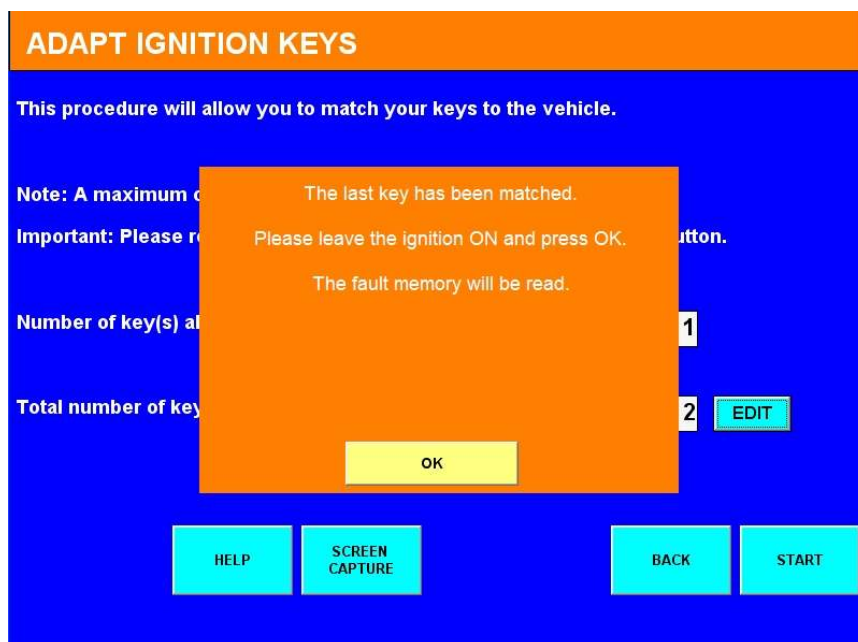 ADAPT IGNITION KEYS
This procedure will allow you to match your keys to the vehicle.
Note: A maximum
The last key has been matched.
Important: Please
Please leave the ignition ON and press OK.
The fault memory will be read.
Number of key(s)
1
Total number of
2
EDIT
OK
HELP
SCREEN
CAPTURE
BACK
START